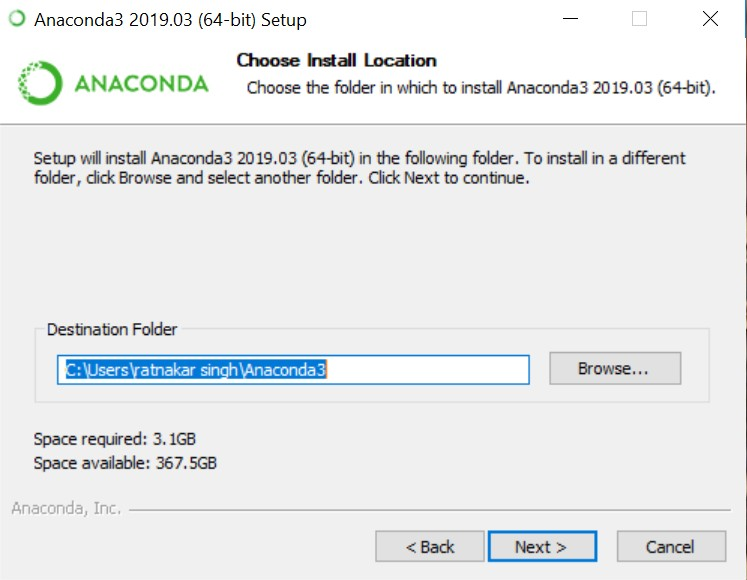 Anaconda3 2019.03 (64-bit) Setup
Choose Install Location
ANACONDA
Choose the folder in which to install Anaconda3 2019.03 (64-bit).
Setup will install Anaconda3 2019.03 (64-bit) in the following folder. To install in a different
folder, click Browse and select another folder. Click Next to continue.
Destination Folder
C:\Users\ratnakar singh\Anaconda3
Browse...
Space required: 3.1GB
Space available: 367.5GB
Anaconda, Inc.
< Back
Next >
Cancel